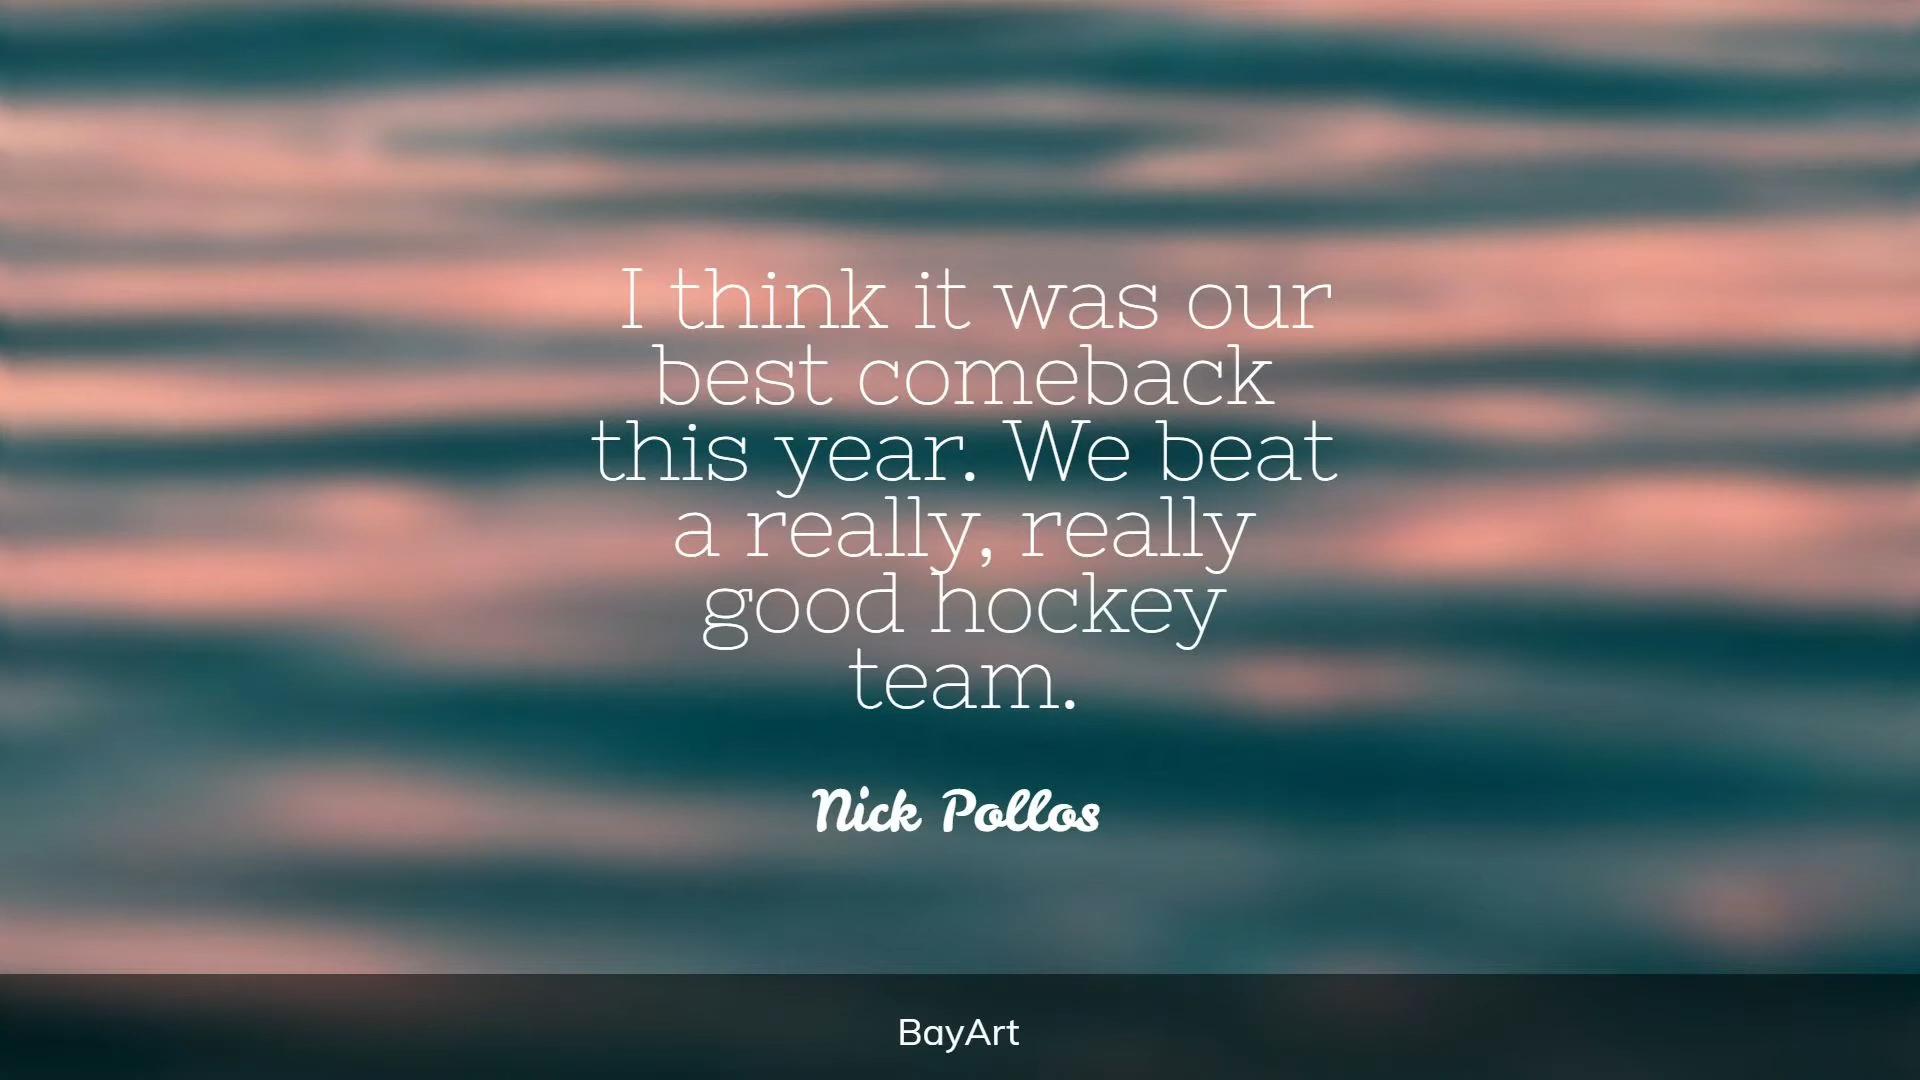 I think it was our
best comeback
this year. We beat
a really, really
good hockey
team.
Nick Pollos
BayArt